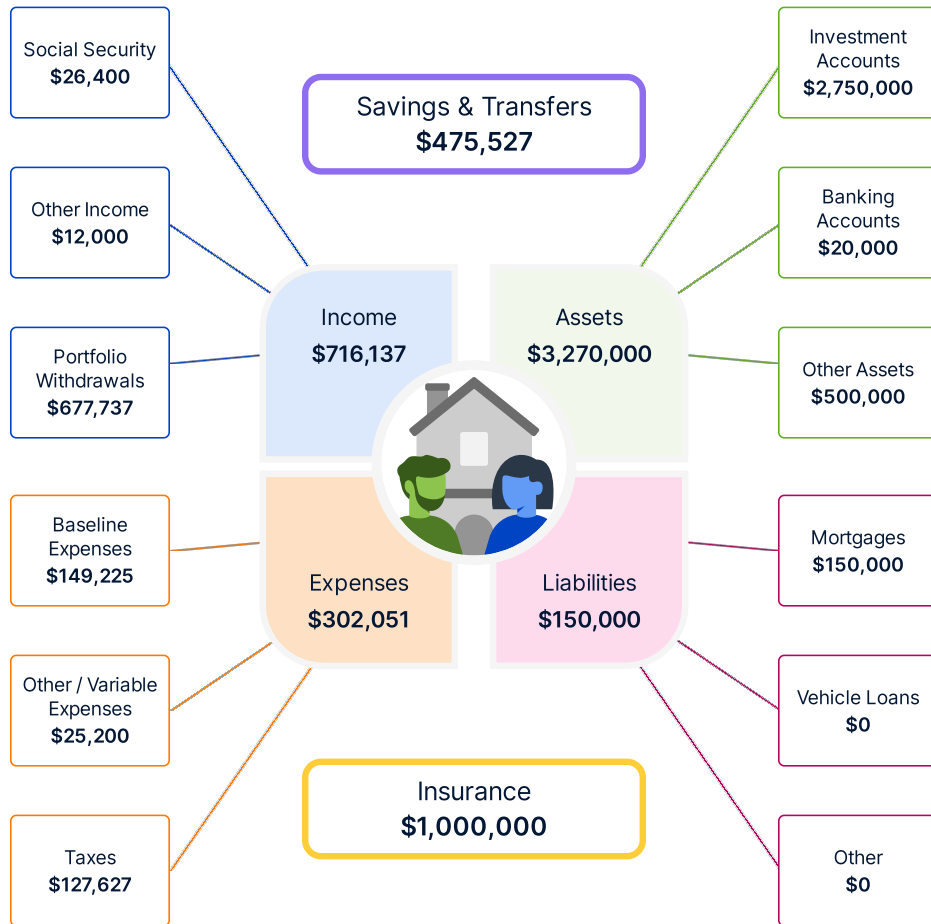 Social Security
$26,400
Other Income
$12,000
Portfolio
Withdrawals
$677,737
Baseline
Expenses
$149,225
Other / Variable
Expenses
$25,200
Taxes
$127,627
Savings & Transfers
$475,527
Income
$716,137
Assets
$3,270,000
Expenses
$302,051
Liabilities
$150,000
Insurance
$1,000,000
Investment
Accounts
$2,750,000
Banking
Accounts
$20,000
Other Assets
$500,000
Mortgages
$150,000
Vehicle Loans
$0
Other
$0